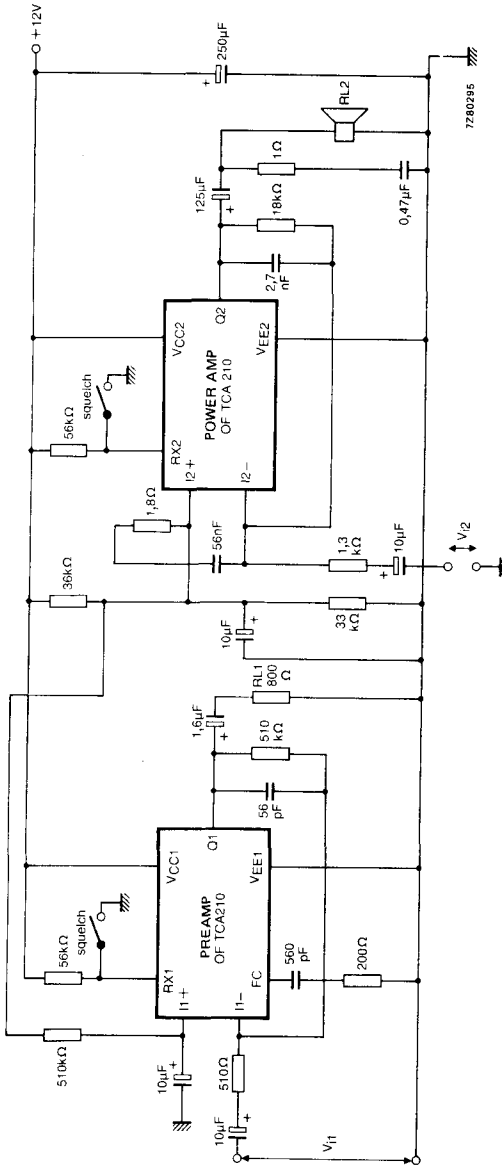 +12V
250µF
+
RL2
7Z80295
125µF
+
1Ω
18kΩ
0,47µF
2,7
nF
Q2
VCC2
VEE2
POWER AMP
OF TCA 210
squelch
56kΩ
RX2
I2+
I2-
1,8Ω
56nF
1,3
kΩ
+
10µF
Vi2
36kΩ
33
kΩ
10µF
+
RL1
800
Ω
1,6µF
+
510
kΩ
56
pF
Q1
VCC1
VEE1
PREAMP
OF TCA210
squelch
56kΩ
RX1
I1+
I1-
FC
560
pF
200Ω
510kΩ
10µF
+
510Ω
10µF
+
Vi1